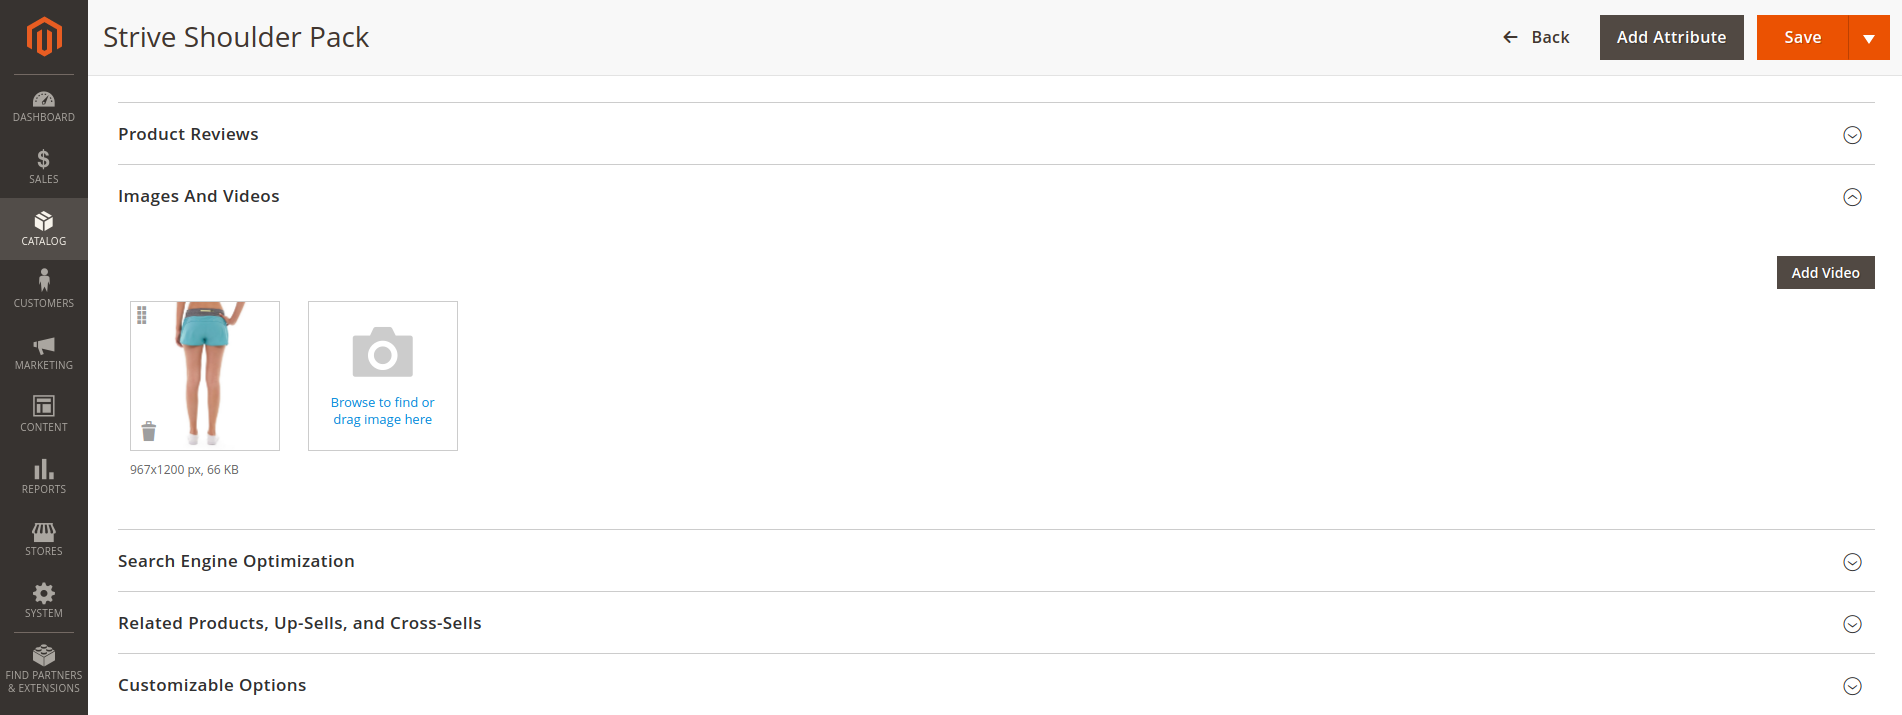 Strive Shoulder Pack
Back
Add Attribute
Save
DASHBOARD
SALES
CATALOG
CUSTOMERS
MARKETING
CONTENT
REPORTS
STORES
SYSTEM
FIND PARTNERS
& EXTENSIONS
Product Reviews
Images And Videos
Add Video
Browse to find or
drag image here
967x1200 px, 66 KB
Search Engine Optimization
Related Products, Up-Sells, and Cross-Sells
Customizable Options